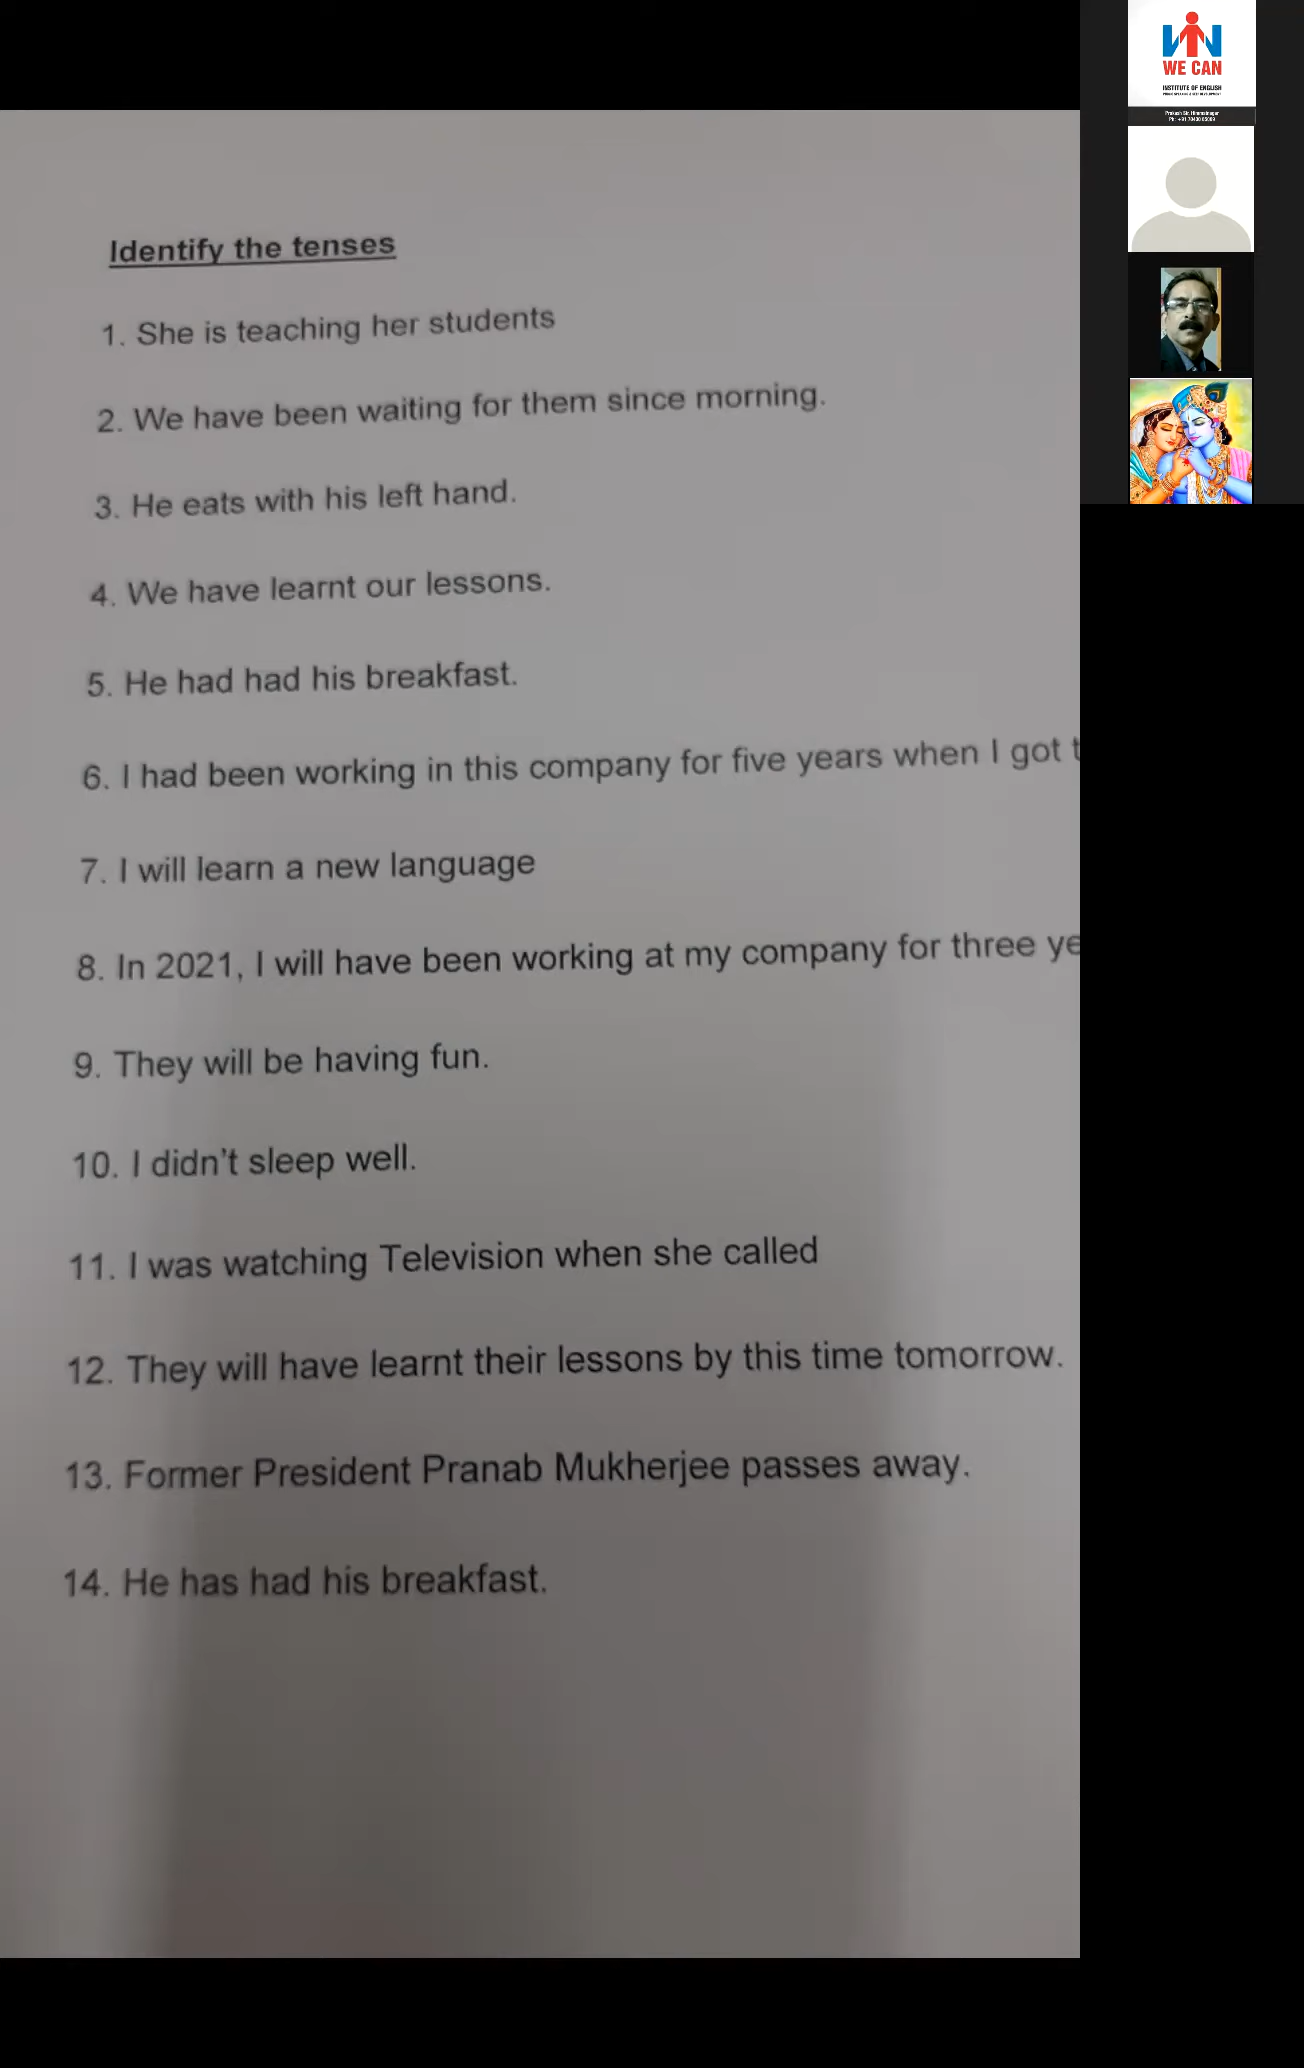 Identify the tenses
1. She is teaching her students
2. We have been waiting for them since morning.
3. He eats with his left hand.
4. We have learnt our lessons.
5. He had had his breakfast.
6. I had been working in this company for five years when I got t
7. I will learn a new language
8. In 2021, I will have been working at my company for three ye
9. They will be having fun.
10. I didn't sleep well.
11. I was watching Television when she called
12. They will have learnt their lessons by this time tomorrow.
13. Former President Pranab Mukherjee passes away.
14. He has had his breakfast.
WE CAN
INSTITUTE OF ENGLISH